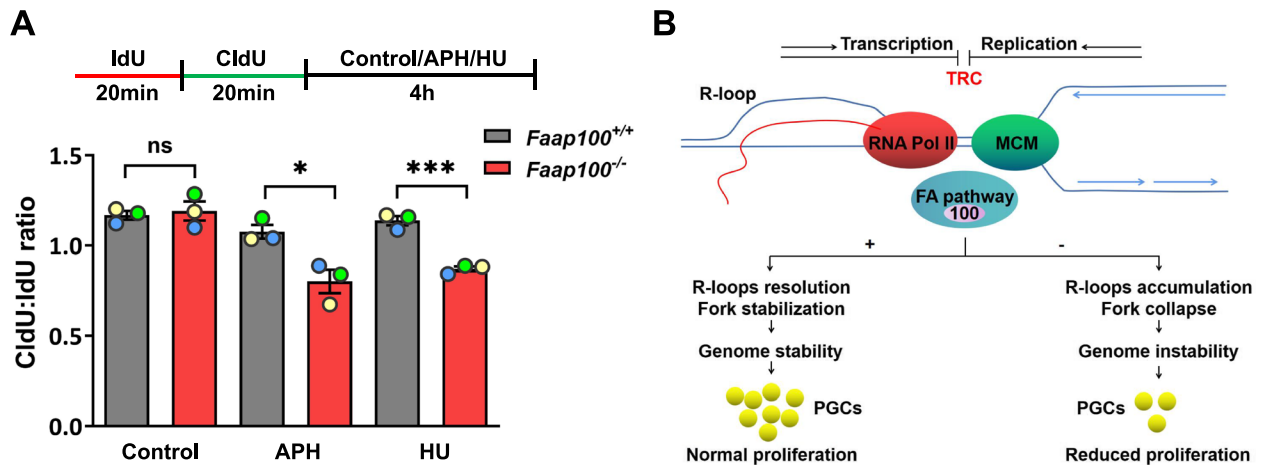 A
IdU CldU Control/APH/HU
20min 20min 4h
Faap100+/+
Faap100-/-
ns
*
***
CldU:IdU ratio
1.5
1.0
0.5
0.0
Control APH HU
B
Transcription Replication
TRC
R-loop
RNA Pol II MCM
FA pathway
100
+ -
R-loops resolution R-loops accumulation
Fork stabilization Fork collapse
Genome stability Genome instability
PGCs PGCs
Normal proliferation Reduced proliferation